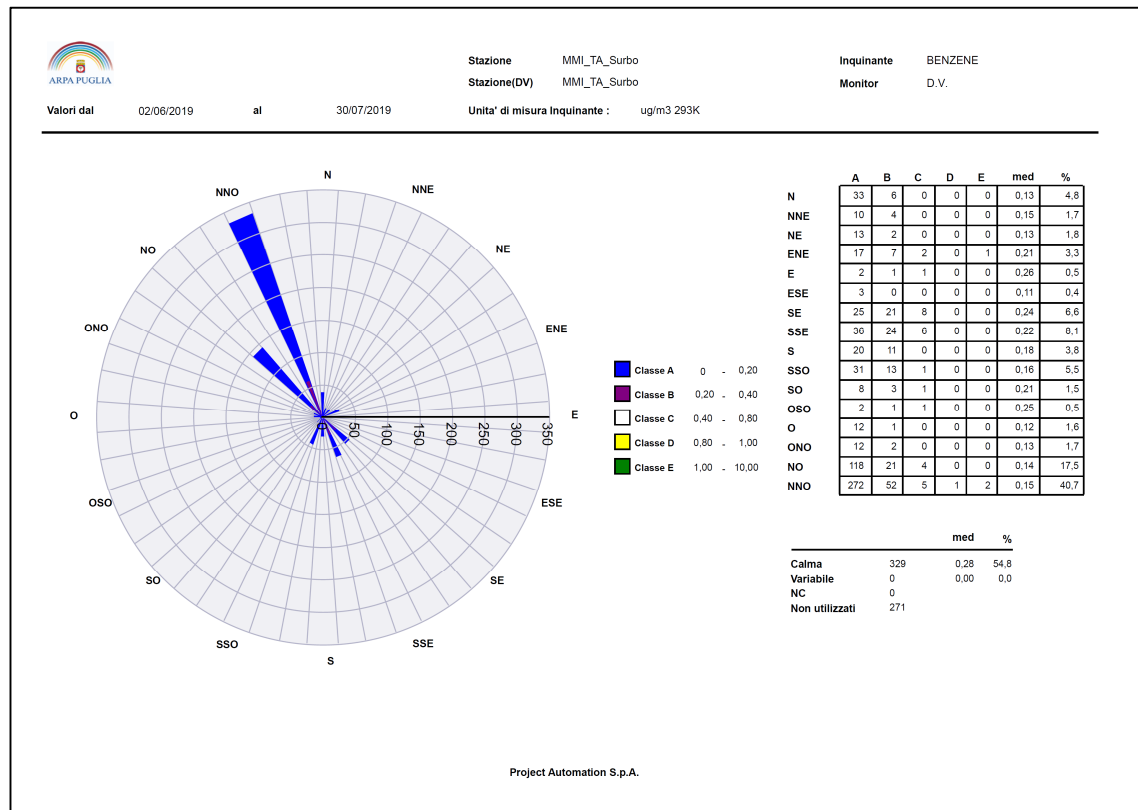 ARPA PUGLIA
Stazione MMI_TA_Surbo Inquinante BENZENE
Stazione(DV) MMI_TA_Surbo Monitor D.V.
Valori dal 02/06/2019 al 30/07/2019 Unita' di misura Inquinante : ug/m3 293K
N
NNE
NE
ENE
E
ESE
SE
SSE
S
SSO
SO
OSO
O
ONO
NO
NNO
0 50 100 150 200 250 300 350
Classe A 0 - 0,20
Classe B 0,20 - 0,40
Classe C 0,40 - 0,80
Classe D 0,80 - 1,00
Classe E 1,00 - 10,00
A B C D E med %
N 33 6 0 0 0 0,13 4,8
NNE 10 4 0 0 0 0,15 1,7
NE 13 2 0 0 0 0,13 1,8
ENE 17 7 2 0 1 0,21 3,3
E 2 1 1 0 0 0,26 0,5
ESE 3 0 0 0 0 0,11 0,4
SE 25 21 8 0 0 0,24 6,6
SSE 36 24 6 0 0 0,22 8,1
S 20 11 0 0 0 0,18 3,8
SSO 31 13 1 0 0 0,16 5,5
SO 8 3 1 0 0 0,21 1,5
OSO 2 1 1 0 0 0,25 0,5
O 12 1 0 0 0 0,12 1,6
ONO 12 2 0 0 0 0,13 1,7
NO 118 21 4 0 0 0,14 17,5
NNO 272 52 5 1 2 0,15 40,7
med %
Calma 329 0,28 54,8
Variabile 0 0,00 0,0
NC 0
Non utilizzati 271
Project Automation S.p.A.